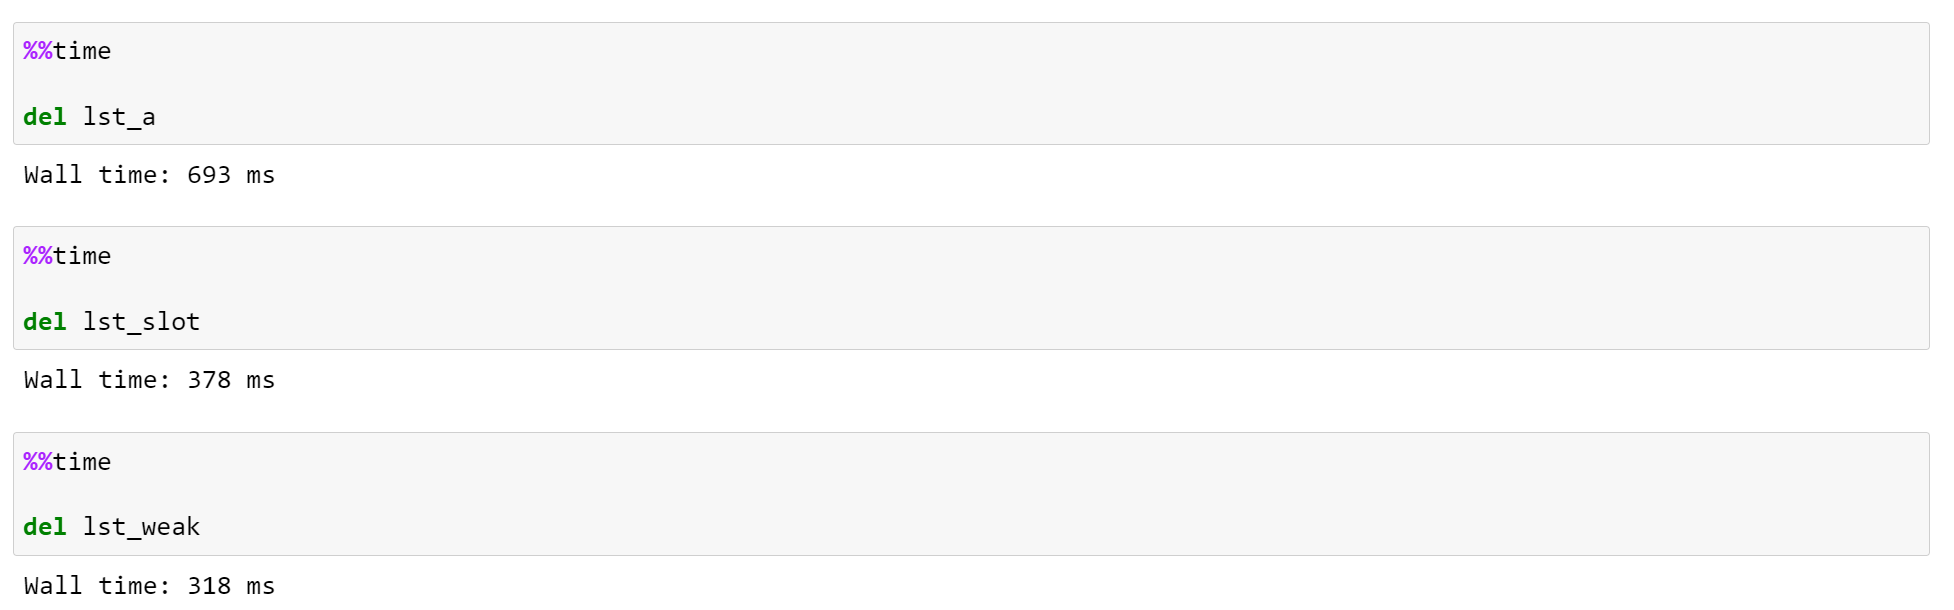 %%time
del lst_a
Wall time: 693 ms
%%time
del lst_slot
Wall time: 378 ms
%%time
del lst_weak
Wall time: 318 ms